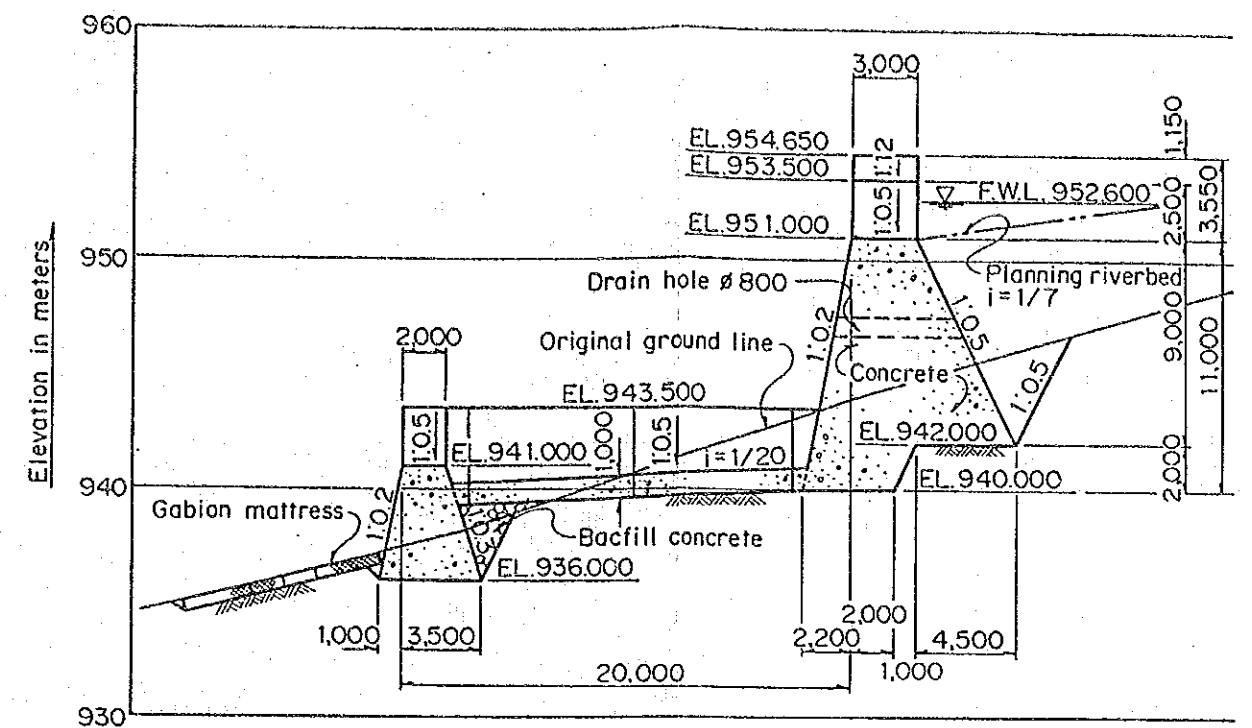 960
3,000
1,150
EL.954.650
EL.953.500
1:12
1:0.5
F.W.L. 952.600
2,500
3,550
EL.951.000
950
Drain hole ø 800
Planning riverbed
i=1/7
1:0.2
1:0.5
Original ground line
2,000
9,000
11,000
Concrete
1:0.5
EL.943.500
1:0.5
EL.941.000
1,000
1:0.5
i=1/20
EL.942.000
Elevation in meters
940
EL.940.000
2,000
Gabion mattress
1:0.2
Bacfill concrete
EL.936.000
1,000
3,500
2,000
2,200
4,500
1,000
20,000
930